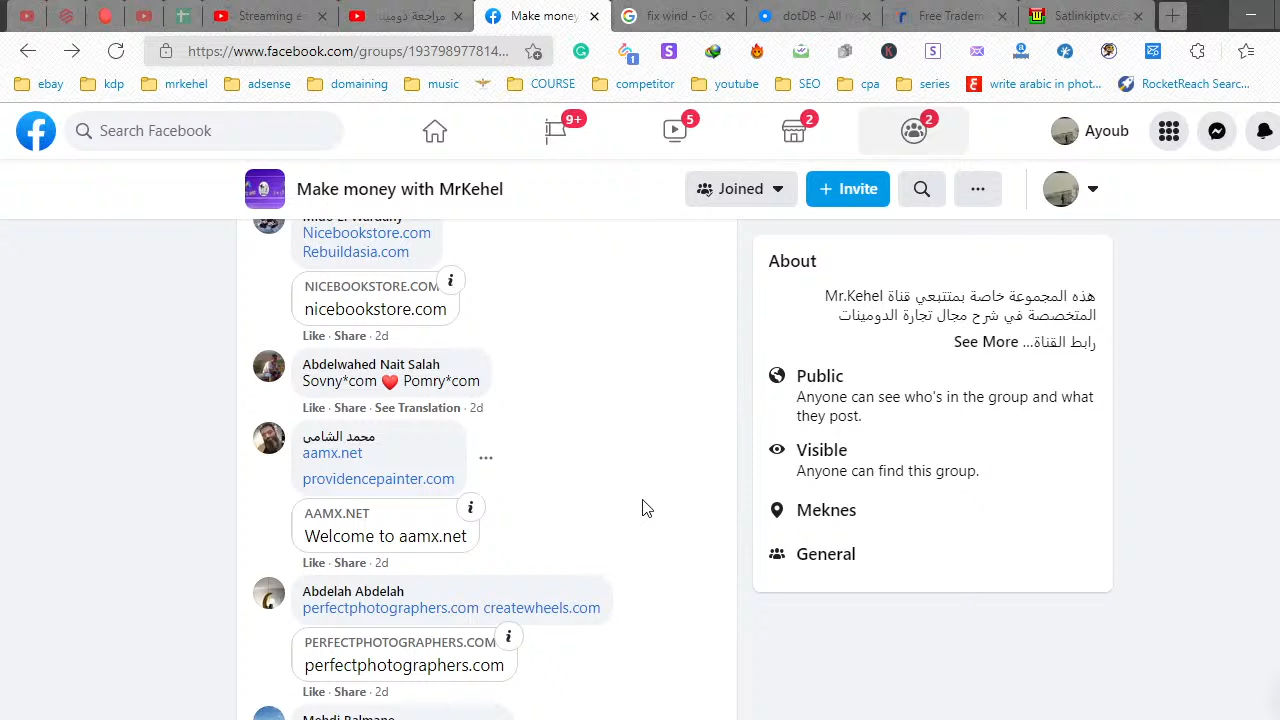 Streaming e
مراجعة دومينا
Make money
fix wind - Go
dotDB - All n
Free Tradem
Satlinkiptv.c
https://www.facebook.com/groups/193798977814...
1
ebay
kdp
mrkehel
adsense
domaining
music
COURSE
competitor
youtube
SEO
cpa
series
write arabic in phot...
RocketReach Searc...
Search Facebook
9+
5
2
2
Ayoub
Make money with MrKehel
Joined
+ Invite
Nicebookstore.com
Rebuildasia.com
NICEBOOKSTORE.COM
nicebookstore.com
Like · Share · 2d
Abdelwahed Nait Salah
Sovny*com ❤️ Pomry*com
Like · Share · See Translation · 2d
محمد الشامي
aamx.net
providencepainter.com
AAMX.NET
Welcome to aamx.net
Like · Share · 2d
Abdelah Abdelah
perfectphotographers.com createwheels.com
PERFECTPHOTOGRAPHERS.COM
perfectphotographers.com
Like · Share · 2d
About
هذه المجموعة خاصة بمتتبعي قناة Mr.Kehel
المتخصصة في شرح مجال تجارة الدومينات
رابط القناة... See More
Public
Anyone can see who's in the group and what
they post.
Visible
Anyone can find this group.
Meknes
General